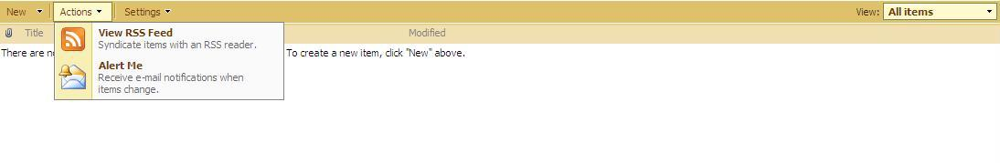 New Actions Settings View: All items
Title Modified
View RSS Feed
Syndicate items with an RSS reader.
There are no To create a new item, click "New" above.
Alert Me
Receive e-mail notifications when
items change.